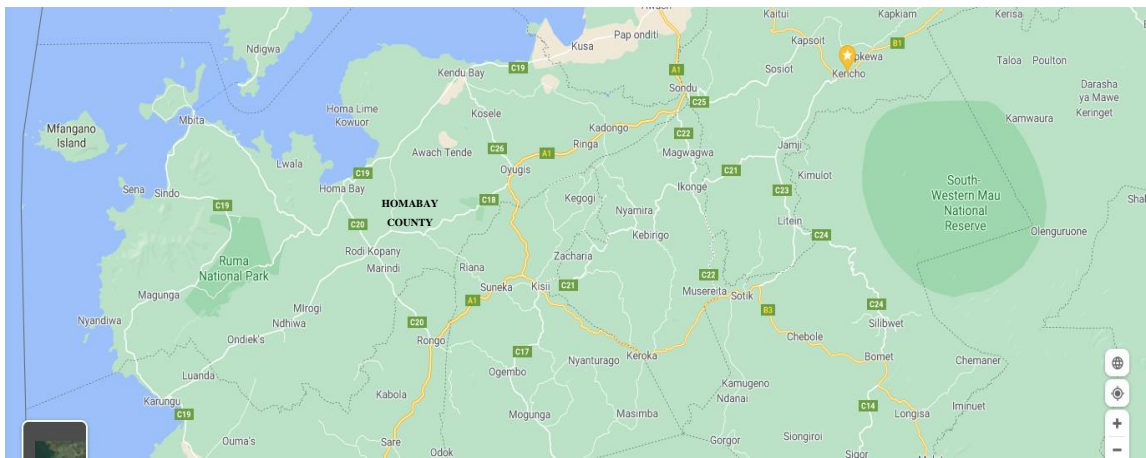 Awach
Kaitui
Kapkiam
Kerisa
Ndigwa
Kusa
Pap onditi
Kapsoit
B1
pkewa
Taloa
Poulton
Kendu Bay
C19
A1
Sosiot
Kericho
Darasha
ya Mawe
Keringet
Sondu
C25
Homa Lime
Kowuor
Kosele
Kamwaura
Mbita
Kadongo
C22
Mfangano
Island
Awach Tende
C26
A1
Ringa
Magwagwa
Jamji
Lwala
C19
Oyugis
C21
Kimulot
Sena
Sindo
Homa Bay
Kegogi
Ikonge
C23
South-
Western Mau
National
Reserve
C19
HOMABAY
COUNTY
C18
Nyamira
Litein
Olenguruone
C20
Kebingo
C24
Rodi Kopany
Zacharia
Ruma
National Park
Marindi
Riana
C22
Magunga
Suneka
Kisii
C21
Musereita
Sotik
A1
C24
Nyandiwa
Mirogi
Ndhiwa
C20
B3
Silibwet
Ondiek's
Rongo
C17
Chebole
Nyanturago
Keroka
Bomet
Chemaner
Luanda
Ogembo
Kamugeno
Ndanai
Karungu
Kabola
C14
Iminuet
C19
Mogunga
Masimba
Longisa
Ouma's
Sare
Odok
Gorgor
Siongiroi
Sigor